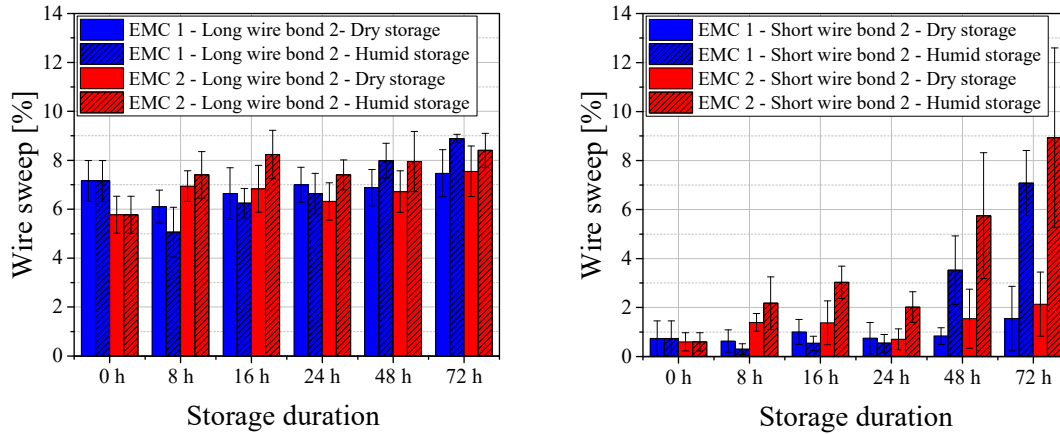 EMC 1 - Long wire bond 2- Dry storage
EMC 1 - Long wire bond 2 - Humid storage
EMC 2 - Long wire bond 2 - Dry storage
EMC 2 - Long wire bond 2 - Humid storage
14
12
10
8
6
4
2
0
Wire sweep [%]
0 h
8 h
16 h
24 h
48 h
72 h
Storage duration
EMC 1 - Short wire bond 2 - Dry storage
EMC 1 - Short wire bond 2 - Humid storage
EMC 2 - Short wire bond 2 - Dry storage
EMC 2 - Short wire bond 2 - Humid storage
14
12
10
8
6
4
2
0
Wire sweep [%]
0 h
8 h
16 h
24 h
48 h
72 h
Storage duration